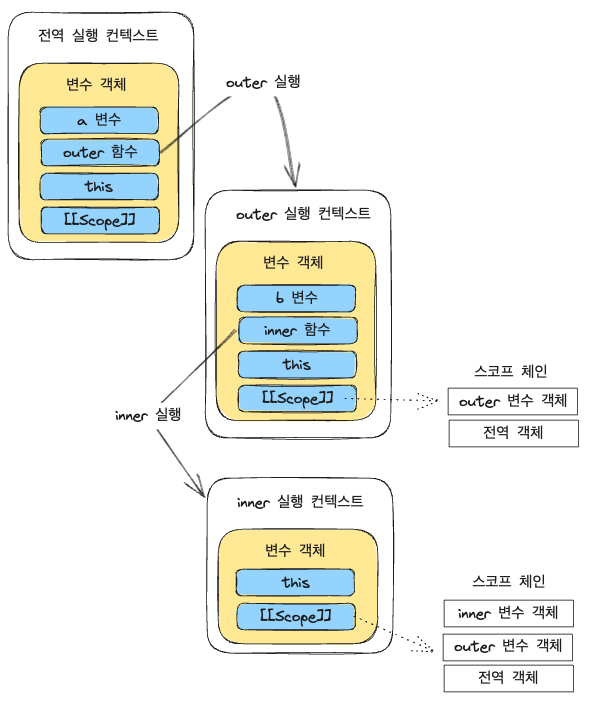 전역 실행 컨텍스트
변수 객체
a 변수
outer 함수
this
[[Scope]]
outer 실행
outer 실행 컨텍스트
변수 객체
b 변수
inner 함수
this
[[Scope]]
스코프 체인
outer 변수 객체
전역 객체
inner 실행
inner 실행 컨텍스트
변수 객체
this
[[Scope]]
스코프 체인
inner 변수 객체
outer 변수 객체
전역 객체